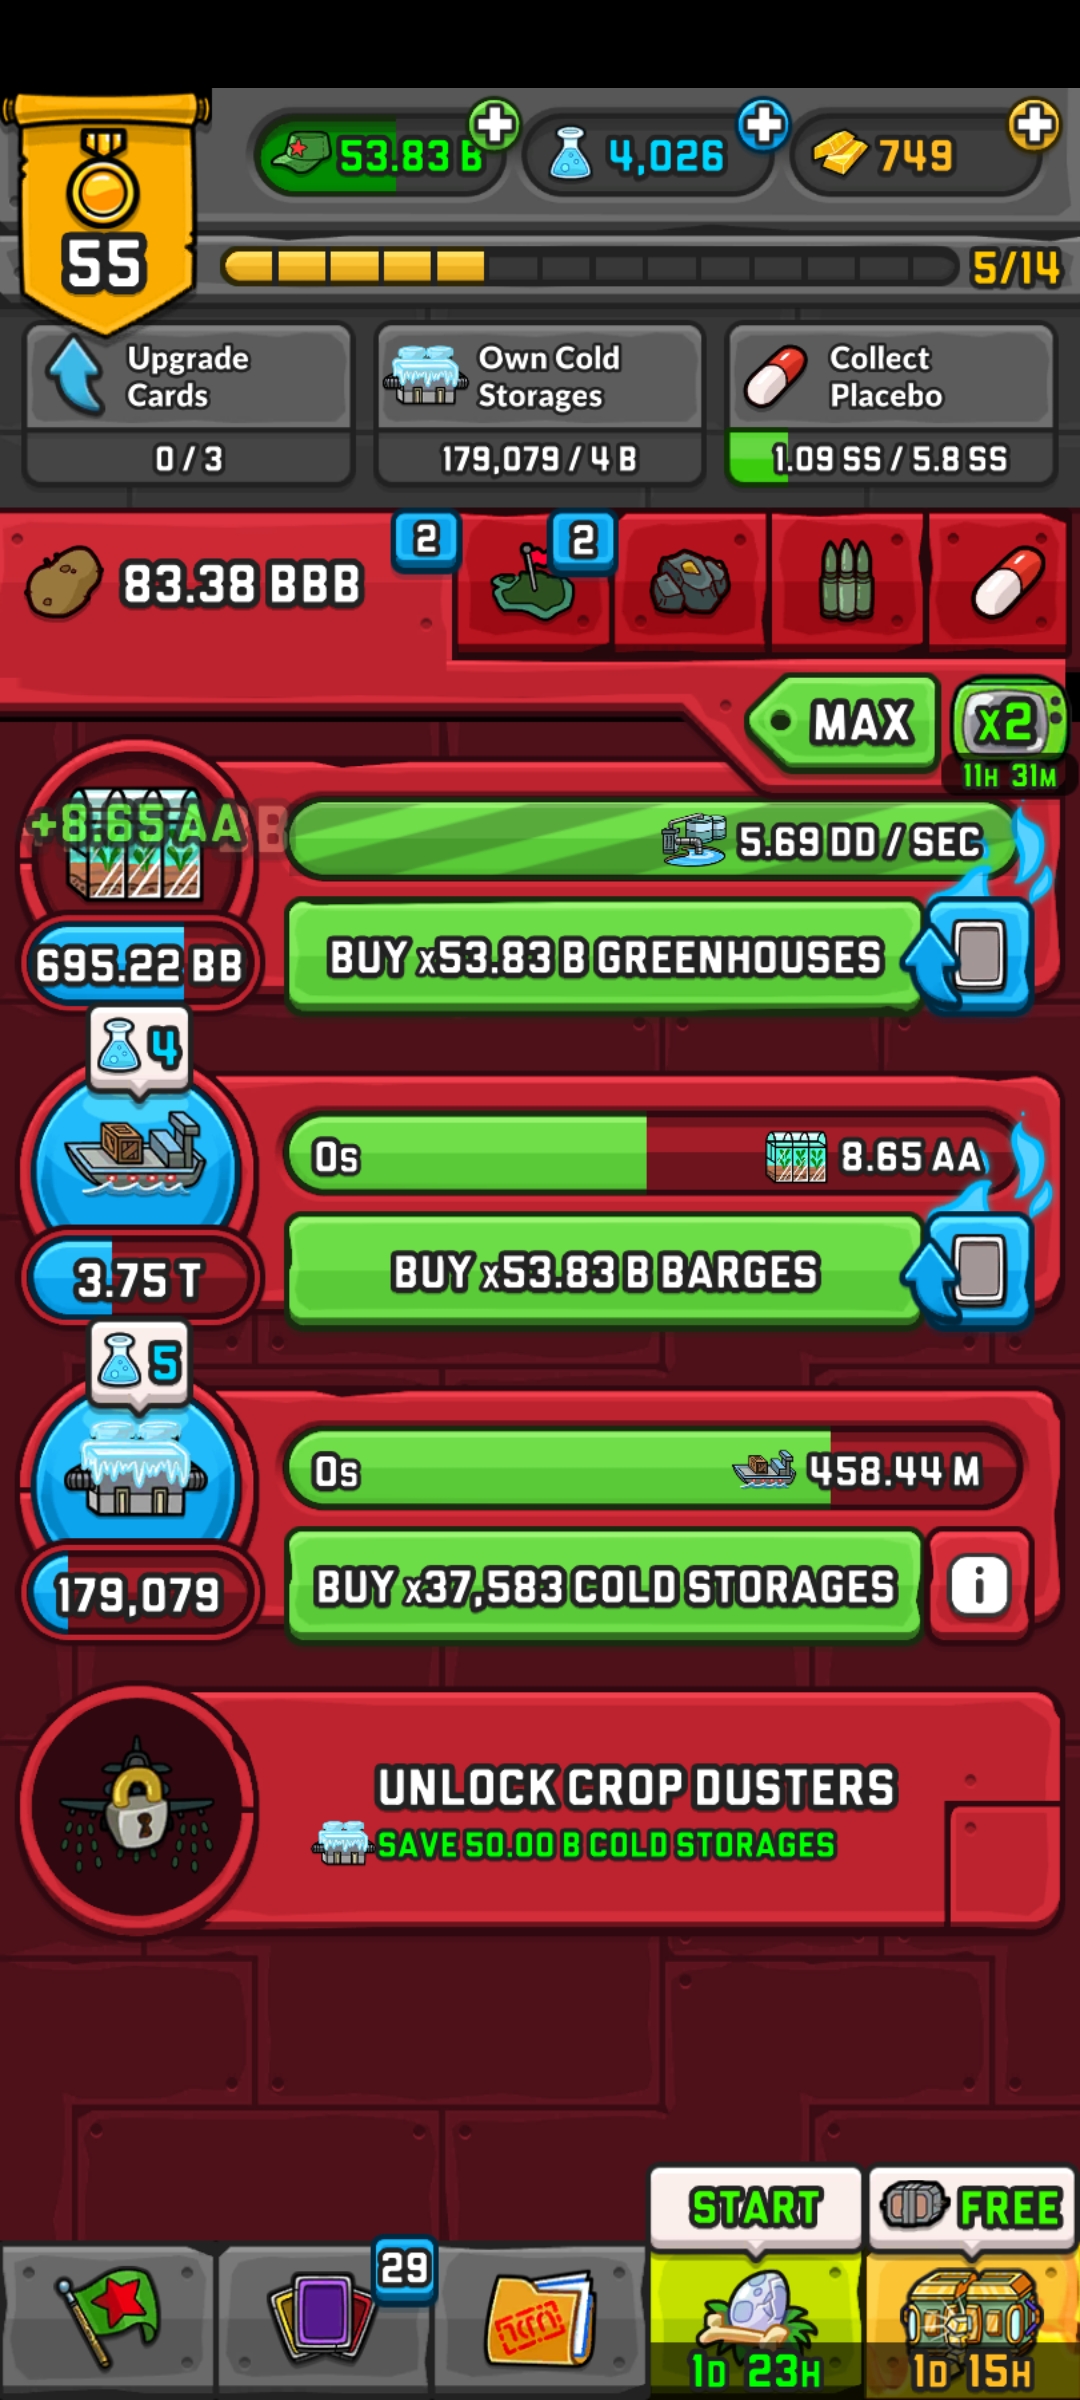 53.83 B
4,026
749
55
5/14
Upgrade
Cards
0 / 3
Own Cold
Storages
179,079 / 4 B
Collect
Placebo
1.09 SS / 5.8 SS
83.38 BBB
2
2
MAX
x2
11H 31M
+8.65 AA
B
5.69 DD / SEC
695.22 BB
BUY x53.83 B GREENHOUSES
4
0s
8.65 AA
3.75 T
BUY x53.83 B BARGES
5
0s
458.44 M
179,079
BUY x37,583 COLD STORAGES
i
UNLOCK CROP DUSTERS
SAVE 50.00 B COLD STORAGES
START
FREE
29
1D 23H
1D 15H